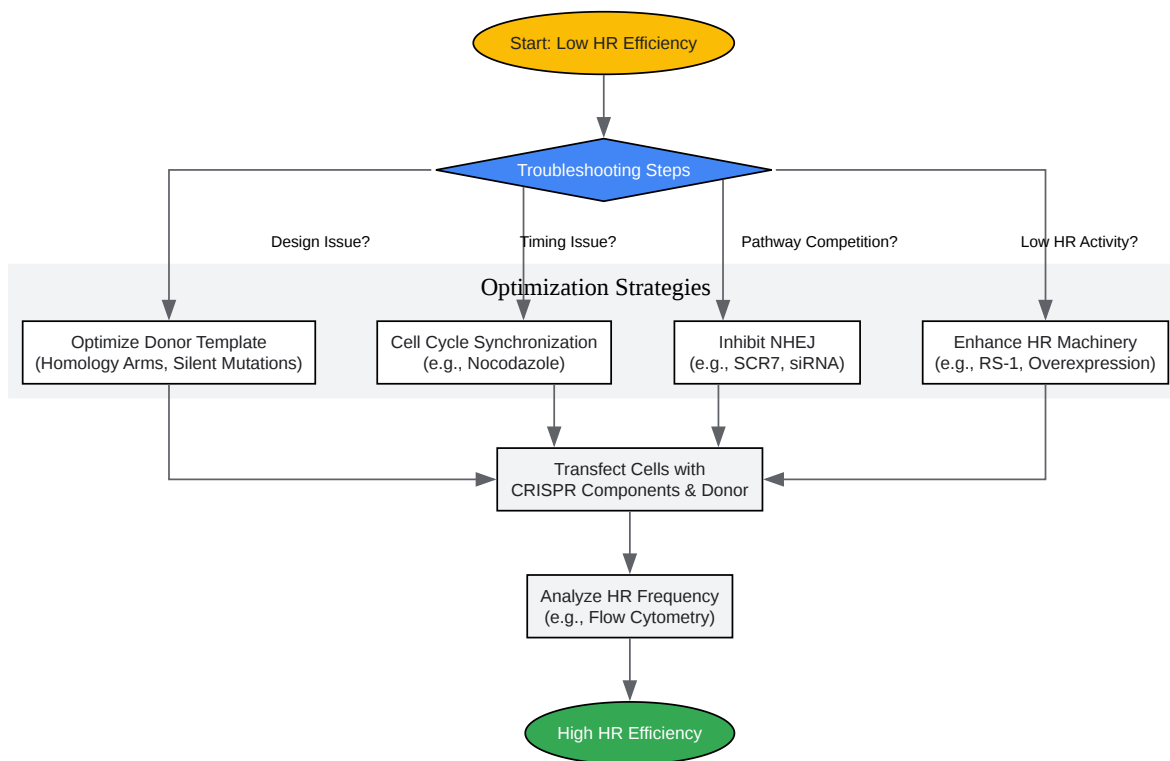 Start: Low HR Efficiency
Troubleshooting Steps
Design Issue?
Timing Issue?
Pathway Competition?
Low HR Activity?
Optimization Strategies
Optimize Donor Template
(Homology Arms, Silent Mutations)
Cell Cycle Synchronization
(e.g., Nocodazole)
Inhibit NHEJ
(e.g., SCR7, siRNA)
Enhance HR Machinery
(e.g., RS-1, Overexpression)
Transfect Cells with
CRISPR Components & Donor
Analyze HR Frequency
(e.g., Flow Cytometry)
High HR Efficiency